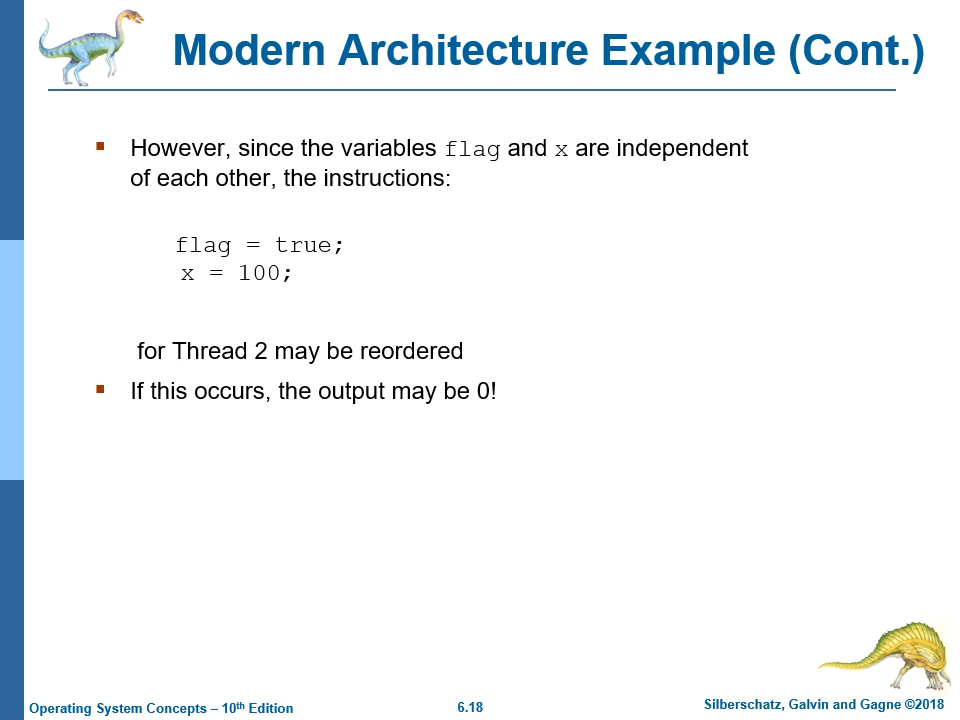 Modern Architecture Example (Cont.)
▪ However, since the variables flag and x are independent
of each other, the instructions:
flag = true;
x = 100;
for Thread 2 may be reordered
▪ If this occurs, the output may be 0!
Operating System Concepts – 10th Edition
6.18
Silberschatz, Galvin and Gagne ©2018